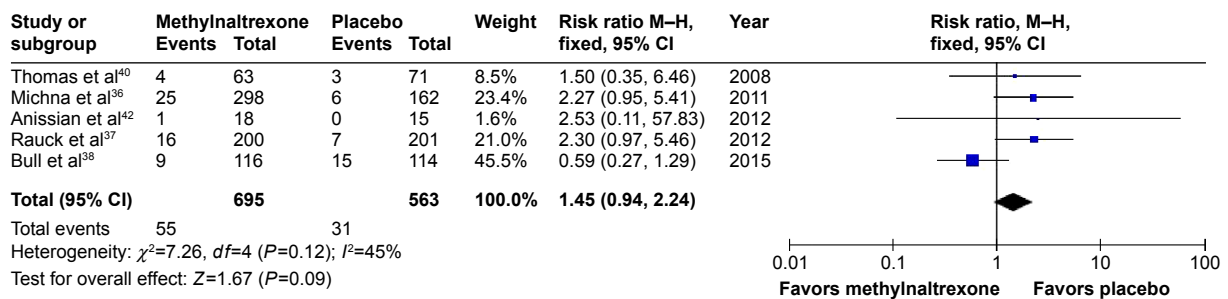 Study or subgroup Methylnaltrexone Events Total Placebo Events Total Weight Risk ratio M–H, fixed, 95% CI Year Risk ratio, M–H, fixed, 95% CI
Thomas et al⁴⁰ 4 63 3 71 8.5% 1.50 (0.35, 6.46) 2008
Michna et al³⁶ 25 298 6 162 23.4% 2.27 (0.95, 5.41) 2011
Anissian et al⁴² 1 18 0 15 1.6% 2.53 (0.11, 57.83) 2012
Rauck et al³⁷ 16 200 7 201 21.0% 2.30 (0.97, 5.46) 2012
Bull et al³⁸ 9 116 15 114 45.5% 0.59 (0.27, 1.29) 2015
Total (95% CI) 695 563 100.0% 1.45 (0.94, 2.24)
Total events 55 31
Heterogeneity: χ²=7.26, df=4 (P=0.12); I²=45%
Test for overall effect: Z=1.67 (P=0.09)
0.01 0.1 1 10 100
Favors methylnaltrexone Favors placebo